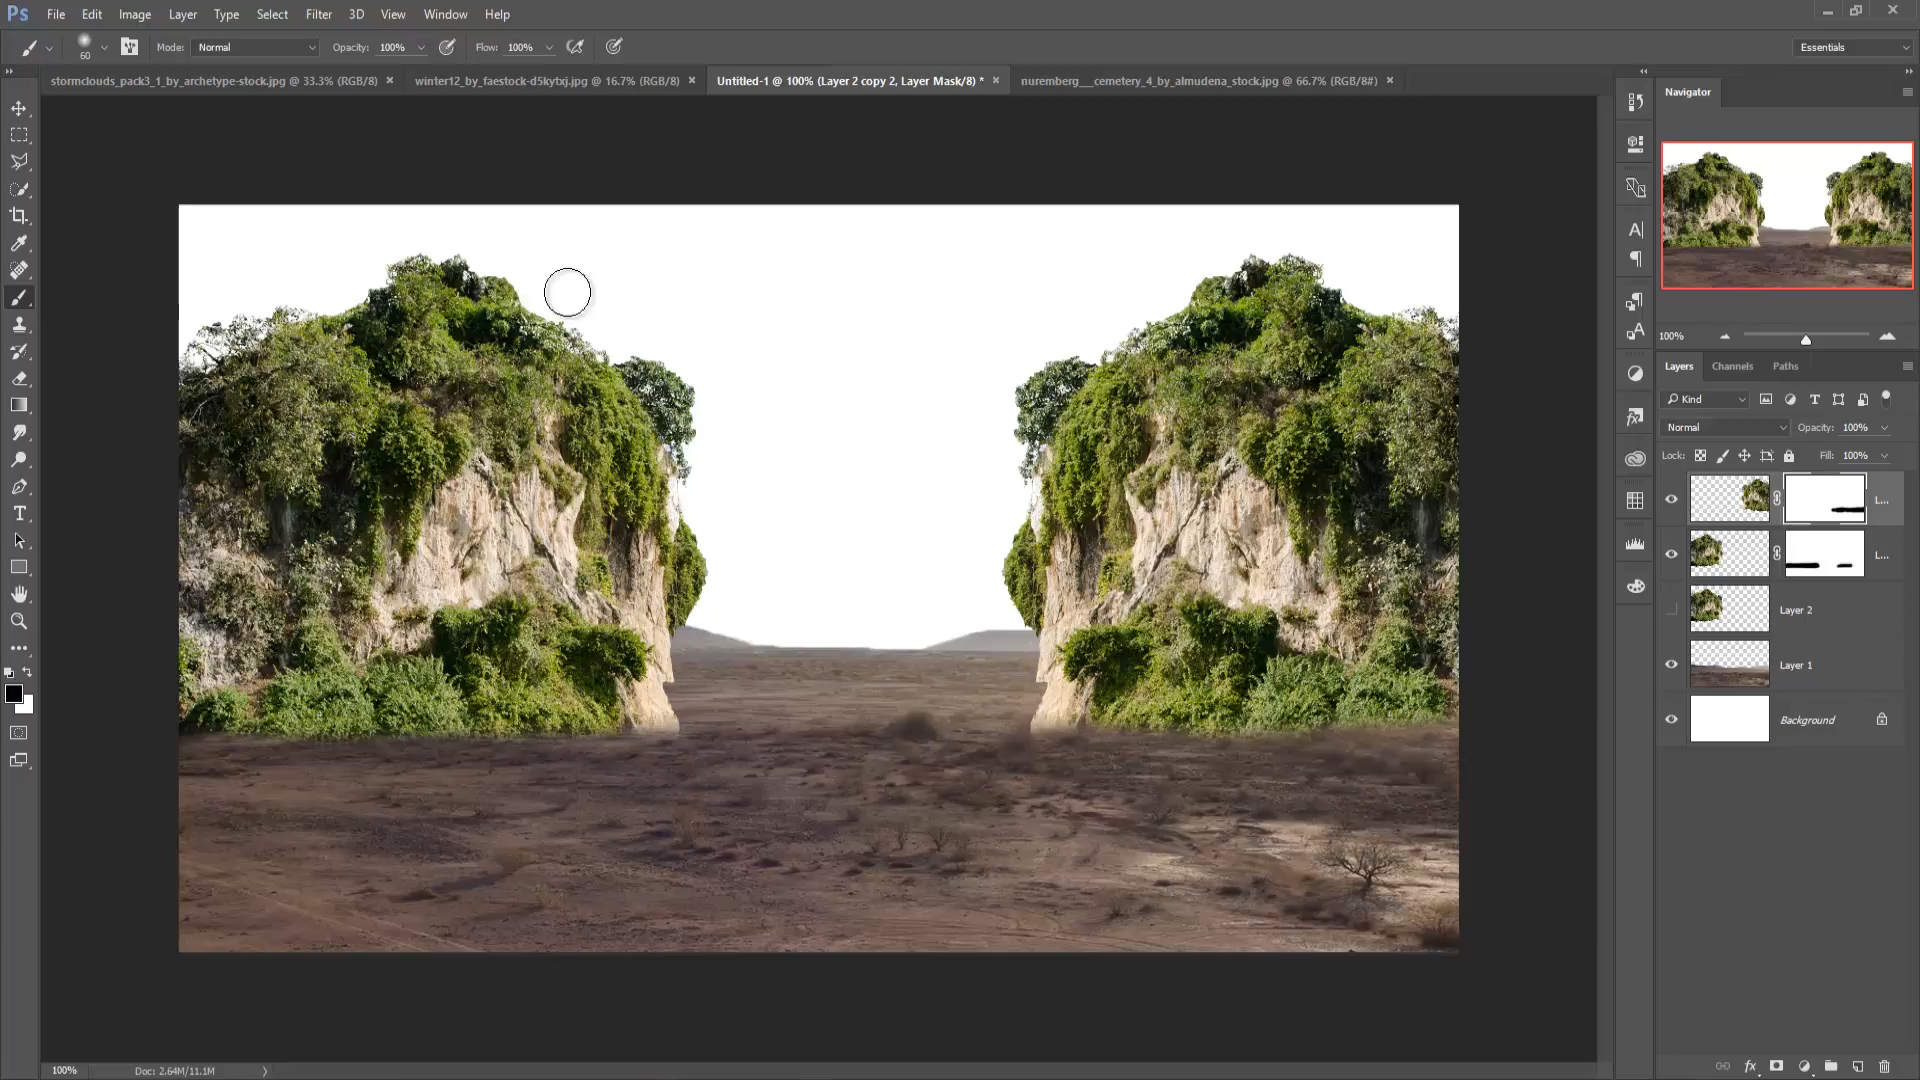 Ps File Edit Image Layer Type Select Filter 3D View Window Help
60 Mode: Normal Opacity: 100% Flow: 100% Essentials
stormclouds_pack3_1_by_archetype-stock.jpg @ 33.3% (RGB/8) × winter12_by_faestock-d5kytxj.jpg @ 16.7% (RGB/8) × Untitled-1 @ 100% (Layer 2 copy 2, Layer Mask/8) * × nuremberg__cemetery_4_by_almudena_stock.jpg @ 66.7% (RGB/8#) ×
Navigator
100%
Layers Channels Paths
Kind
Normal Opacity: 100%
Lock: Fill: 100%
L...
L...
Layer 2
Layer 1
Background
100% Doc: 2.64M/11.1M